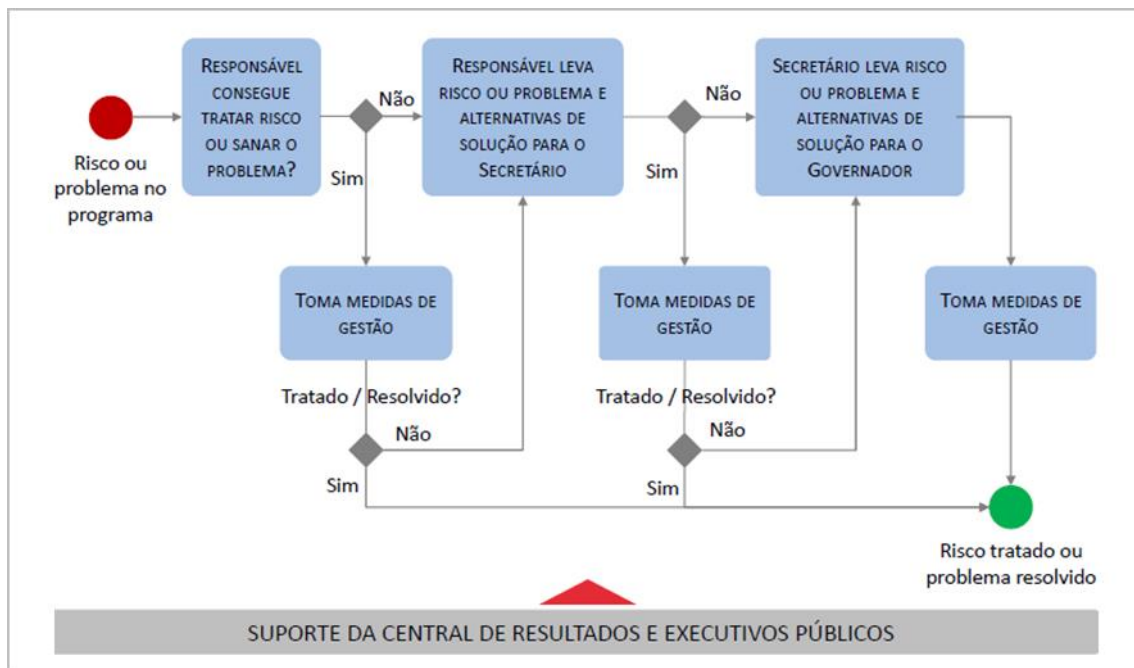 RESPONSÁVEL
CONSEGUE
TRATAR RISCO
OU SANAR O
PROBLEMA?
Não
RESPONSÁVEL LEVA
RISCO OU PROBLEMA E
ALTERNATIVAS DE
SOLUÇÃO PARA O
SECRETÁRIO
Não
SECRETÁRIO LEVA RISCO
OU PROBLEMA E
ALTERNATIVAS DE
SOLUÇÃO PARA O
GOVERNADOR
Risco ou
problema no
programa
Sim
Sim
TOMA MEDIDAS DE
GESTÃO
TOMA MEDIDAS DE
GESTÃO
TOMA MEDIDAS DE
GESTÃO
Tratado / Resolvido?
Tratado / Resolvido?
Não
Não
Sim
Sim
Risco tratado ou
problema resolvido
SUPORTE DA CENTRAL DE RESULTADOS E EXECUTIVOS PÚBLICOS